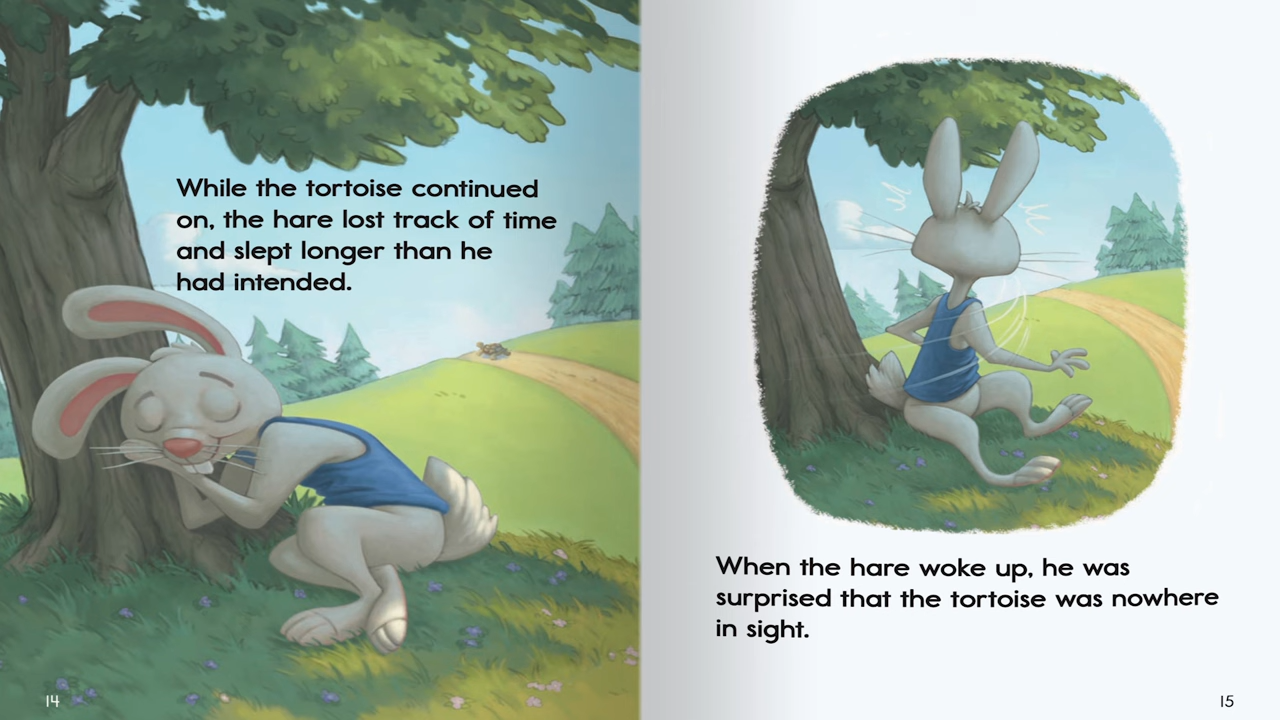 While the tortoise continued
on, the hare lost track of time
and slept longer than he
had intended.
14
When the hare woke up, he was
surprised that the tortoise was nowhere
in sight.
15